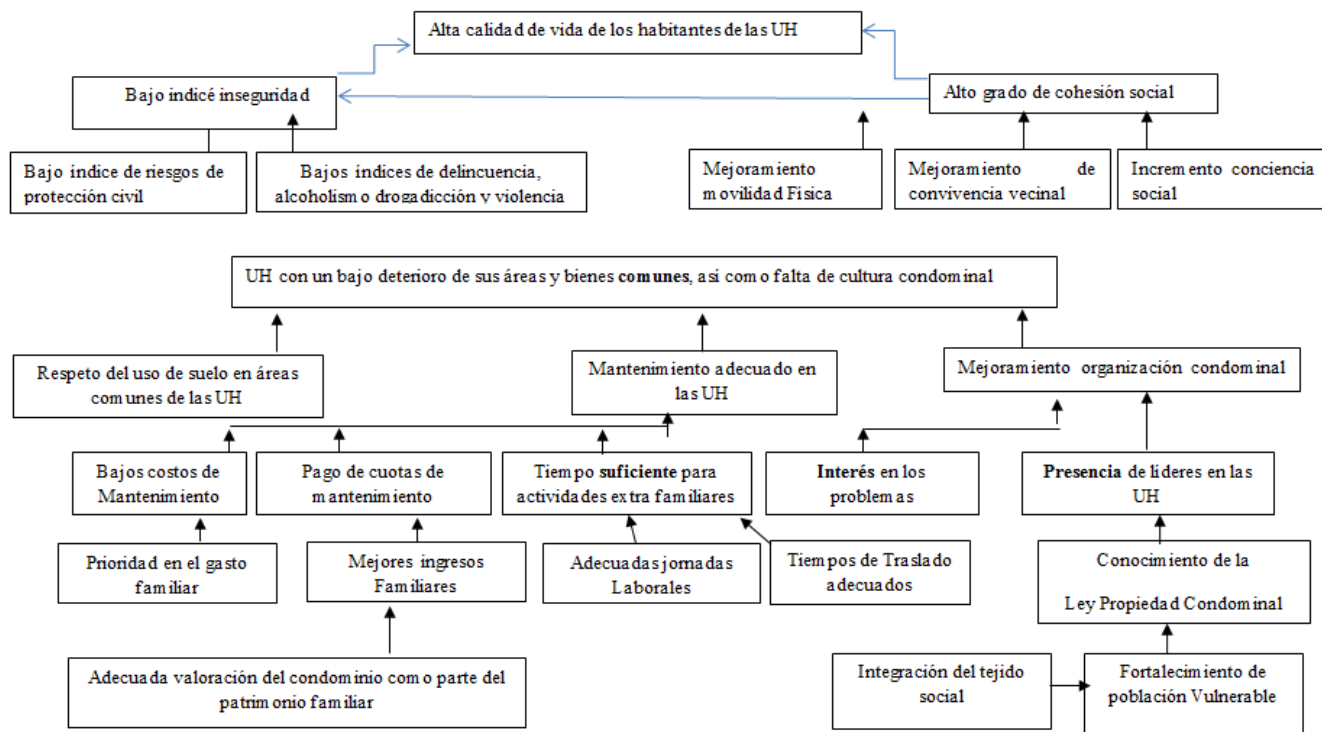 Alta calidad de vida de los habitantes de las UH
Bajo indicé inseguridad
Alto grado de cohesión social
Bajo índice de riesgos de
protección civil
Bajos índices de delincuencia,
alcoholismo drogadicción y violencia
Mejoramiento
movilidad Física
Mejoramiento de
convivencia vecinal
Incremento conciencia
social
UH con un bajo deterioro de sus áreas y bienes comunes, así como falta de cultura condominal
Respeto del uso de suelo en áreas
comunes de las UH
Mantenimiento adecuado en
las UH
Mejoramiento organización condominal
Bajos costos de
Mantenimiento
Pago de cuotas de
mantenimiento
Tiempo suficiente para
actividades extra familiares
Interés en los
problemas
Presencia de líderes en las
UH
Prioridad en el gasto
familiar
Mejores ingresos
Familiares
Adecuadas jornadas
Laborales
Tiempos de Traslado
adecuados
Conocimiento de la
Ley Propiedad Condominal
Adecuada valoración del condominio como parte del
patrimonio familiar
Integración del tejido
social
Fortalecimiento de
población Vulnerable